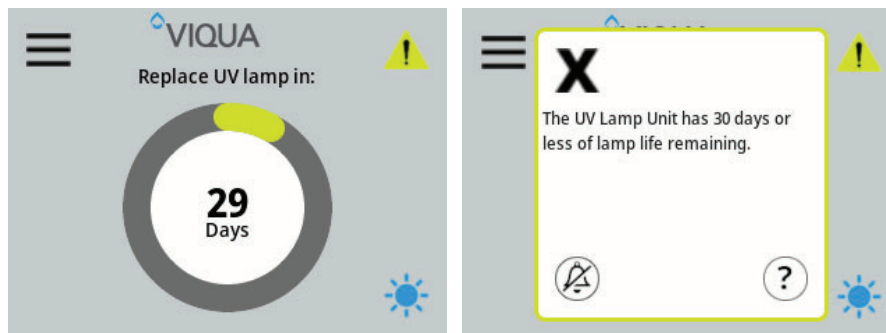 VIQUA
Replace UV lamp in:
29
Days
X
The UV Lamp Unit has 30 days or
less of lamp life remaining.
?